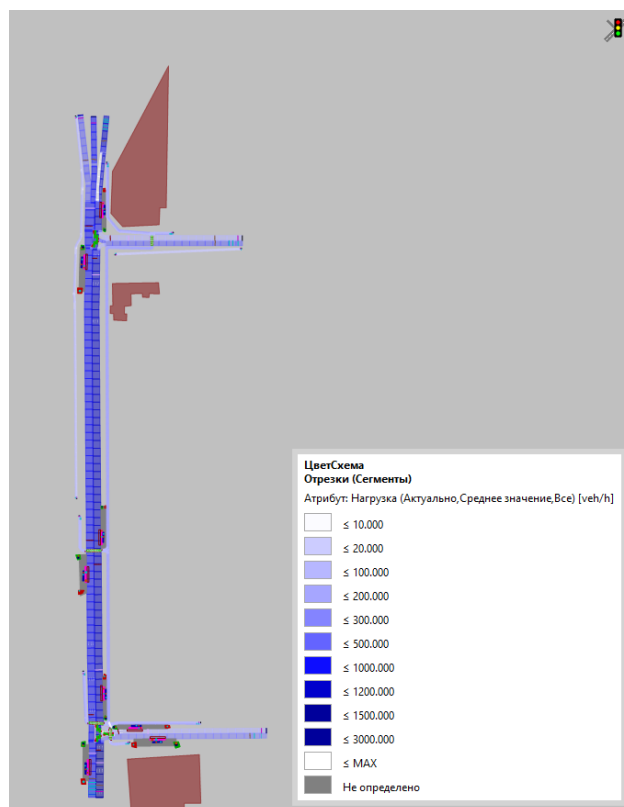 ЦветСхема
Отрезки (Сегменты)
Атрибут: Нагрузка (Актуально,Среднее значение,Все) [veh/h]
≤ 10.000
≤ 20.000
≤ 100.000
≤ 200.000
≤ 300.000
≤ 500.000
≤ 1000.000
≤ 1200.000
≤ 1500.000
≤ 3000.000
≤ MAX
Не определено